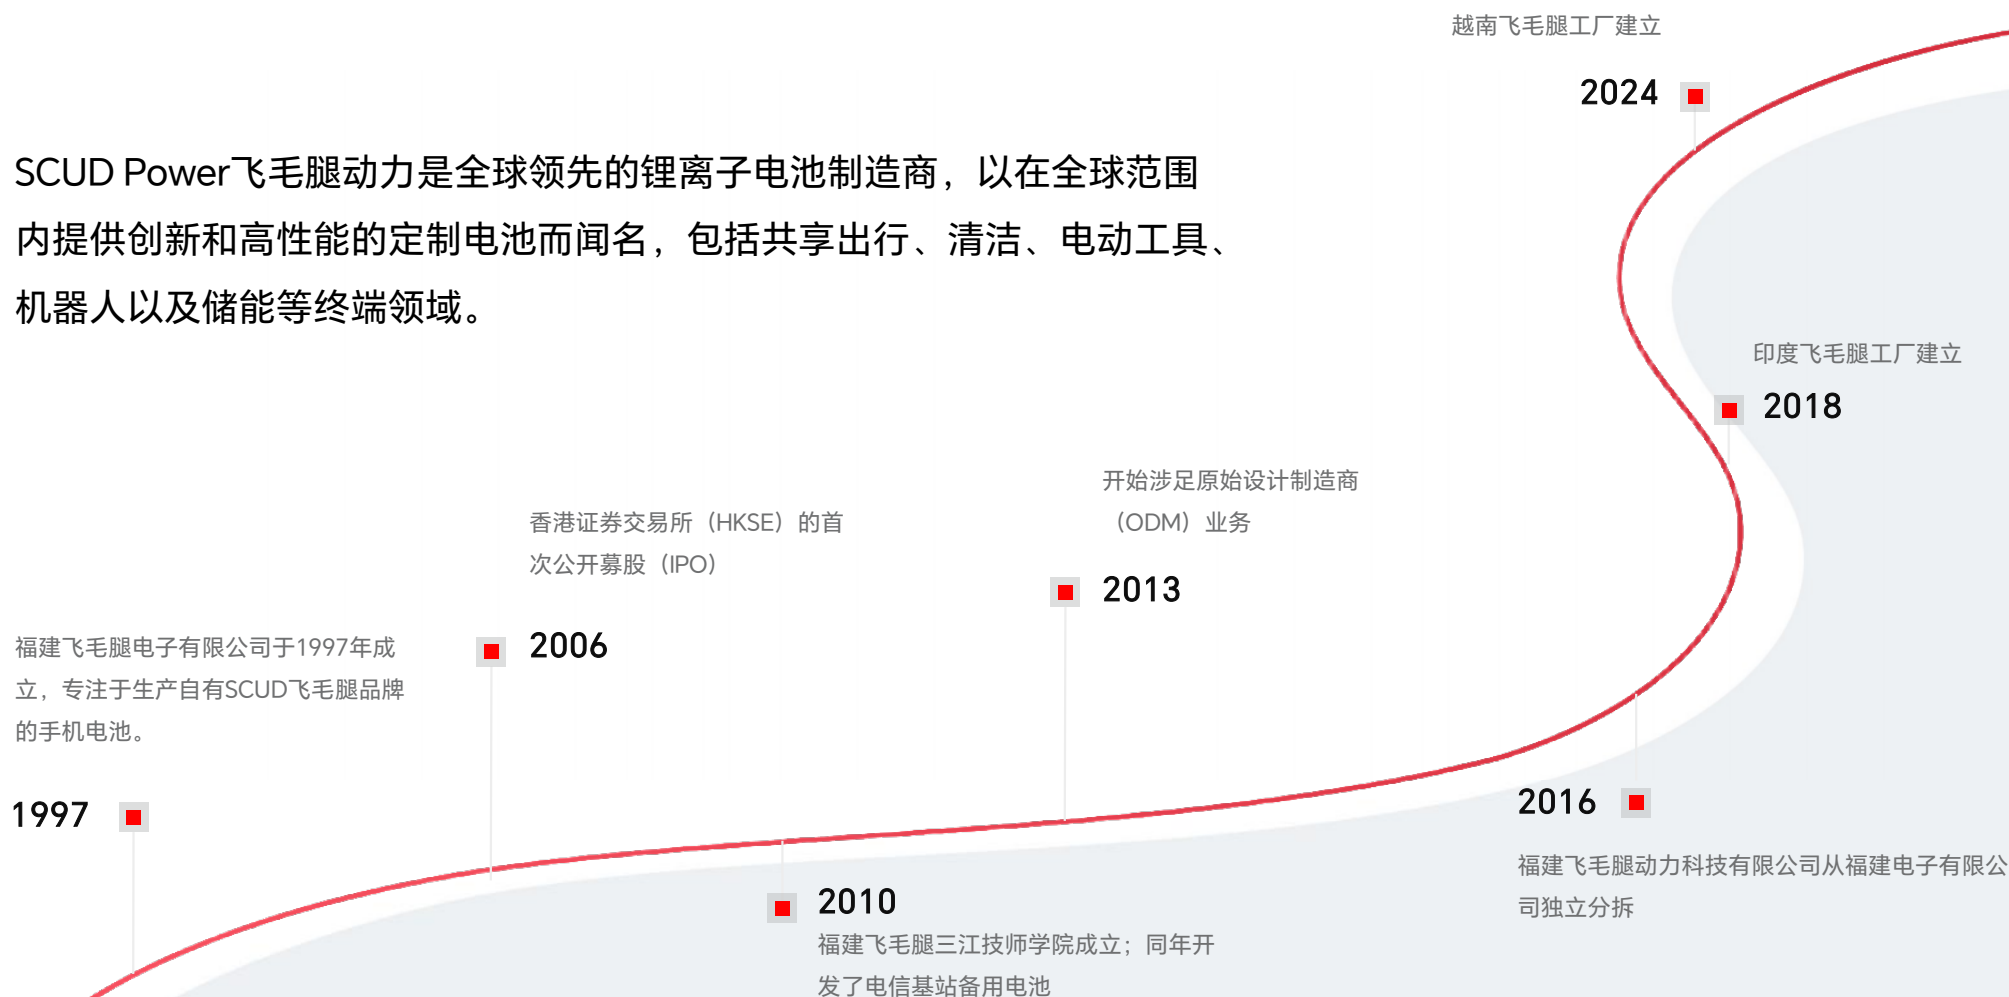 越南飞毛腿工厂建立
2024
SCUD Power飞毛腿动力是全球领先的锂离子电池制造商，以在全球范围
内提供创新和高性能的定制电池而闻名，包括共享出行、清洁、电动工具、
机器人以及储能等终端领域。
印度飞毛腿工厂建立
2018
开始涉足原始设计制造商
（ODM）业务
2013
香港证券交易所（HKSE）的首
次公开募股（IPO）
2006
福建飞毛腿电子有限公司于1997年成
立，专注于生产自有SCUD飞毛腿品牌
的手机电池。
1997
2016
福建飞毛腿动力科技有限公司从福建电子有限公
司独立分拆
2010
福建飞毛腿三江技师学院成立；同年开
发了电信基站备用电池